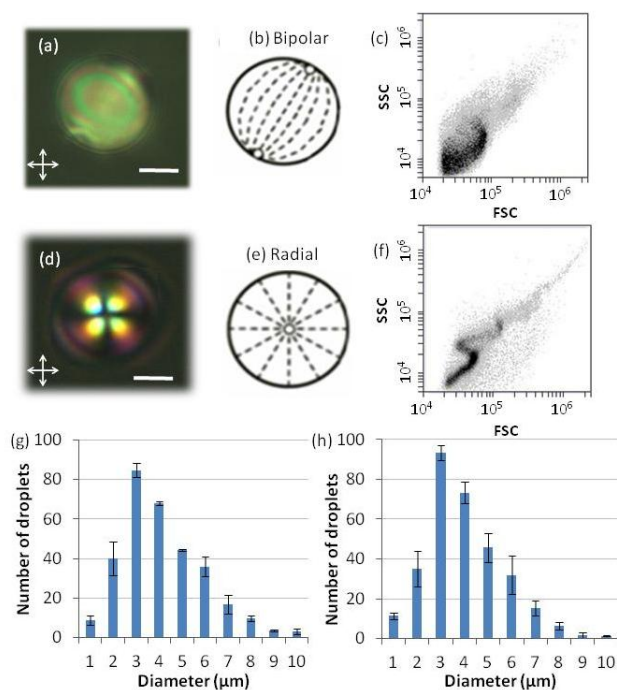 (a)
(b) Bipolar
(c)
SSC
10⁶
10⁵
10⁴
10⁴ 10⁵ 10⁶
FSC
(d)
(e) Radial
(f)
SSC
10⁶
10⁵
10⁴
10⁴ 10⁵ 10⁶
FSC
(g)
Number of droplets
100
80
60
40
20
0
1 2 3 4 5 6 7 8 9 10
Diameter (µm)
(h)
Number of droplets
100
80
60
40
20
0
1 2 3 4 5 6 7 8 9 10
Diameter (µm)